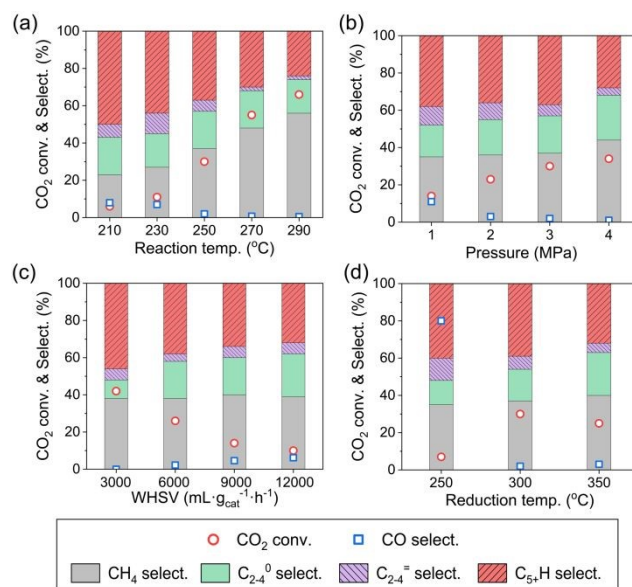 (a)
CO₂ conv. & Select. (%)
100
80
60
40
20
0
210 230 250 270 290
Reaction temp. (°C)
(b)
CO₂ conv. & Select. (%)
100
80
60
40
20
0
1 2 3 4
Pressure (MPa)
(c)
CO₂ conv. & Select. (%)
100
80
60
40
20
0
3000 6000 9000 12000
WHSV (mL·g_cat⁻¹·h⁻¹)
(d)
CO₂ conv. & Select. (%)
100
80
60
40
20
0
250 300 350
Reduction temp. (°C)
CO₂ conv. CO select.
CH₄ select. C₂₋₄⁰ select. C₂₋₄⁼ select. C₅₊H select.